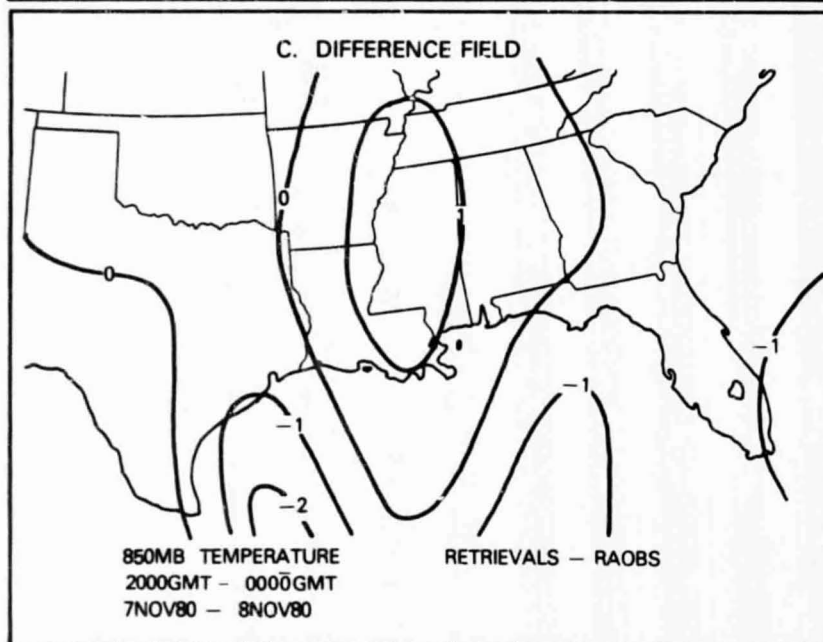 C. DIFFERENCE FIELD
0
1
0
-1
-1
-1
-2
850MB TEMPERATURE
2000GMT - 0000GMT
7NOV80 - 8NOV80
RETRIEVALS - RAOBS